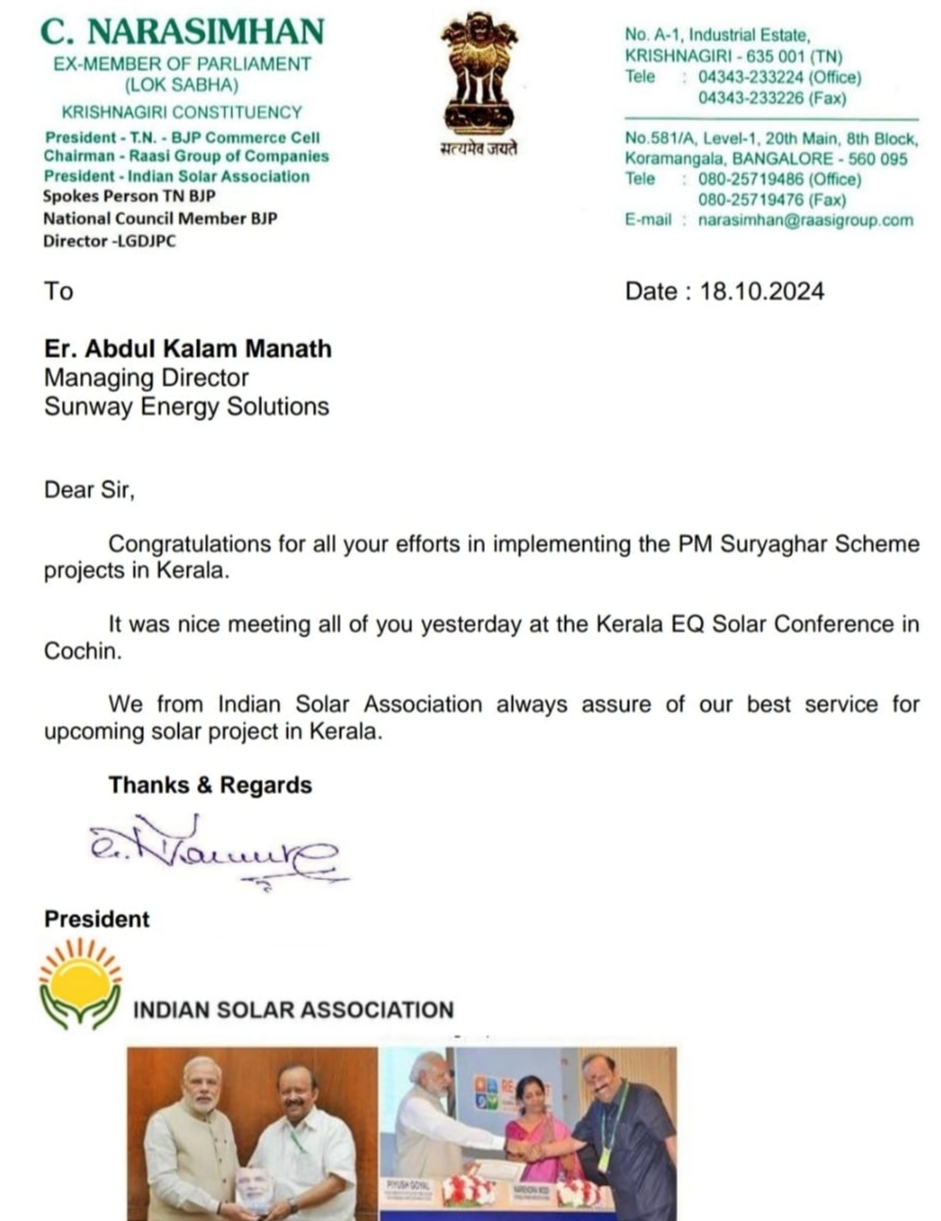 C. NARASIMHAN
EX-MEMBER OF PARLIAMENT
(LOK SABHA)
KRISHNAGIRI CONSTITUENCY
President - T.N. - BJP Commerce Cell
Chairman - Raasi Group of Companies
President - Indian Solar Association
Spokes Person TN BJP
National Council Member BJP
Director -LGDJPC
सत्यमेव जयते
No. A-1, Industrial Estate,
KRISHNAGIRI - 635 001 (TN)
Tele : 04343-233224 (Office)
04343-233226 (Fax)
No.581/A, Level-1, 20th Main, 8th Block,
Koramangala, BANGALORE - 560 095
Tele : 080-25719486 (Office)
080-25719476 (Fax)
E-mail : narasimhan@raasigroup.com
To
Date : 18.10.2024
Er. Abdul Kalam Manath
Managing Director
Sunway Energy Solutions
Dear Sir,
Congratulations for all your efforts in implementing the PM Suryaghar Scheme
projects in Kerala.
It was nice meeting all of you yesterday at the Kerala EQ Solar Conference in
Cochin.
We from Indian Solar Association always assure of our best service for
upcoming solar project in Kerala.
Thanks & Regards
President
INDIAN SOLAR ASSOCIATION
PIYUSH GOYAL
NARENDRA MODI